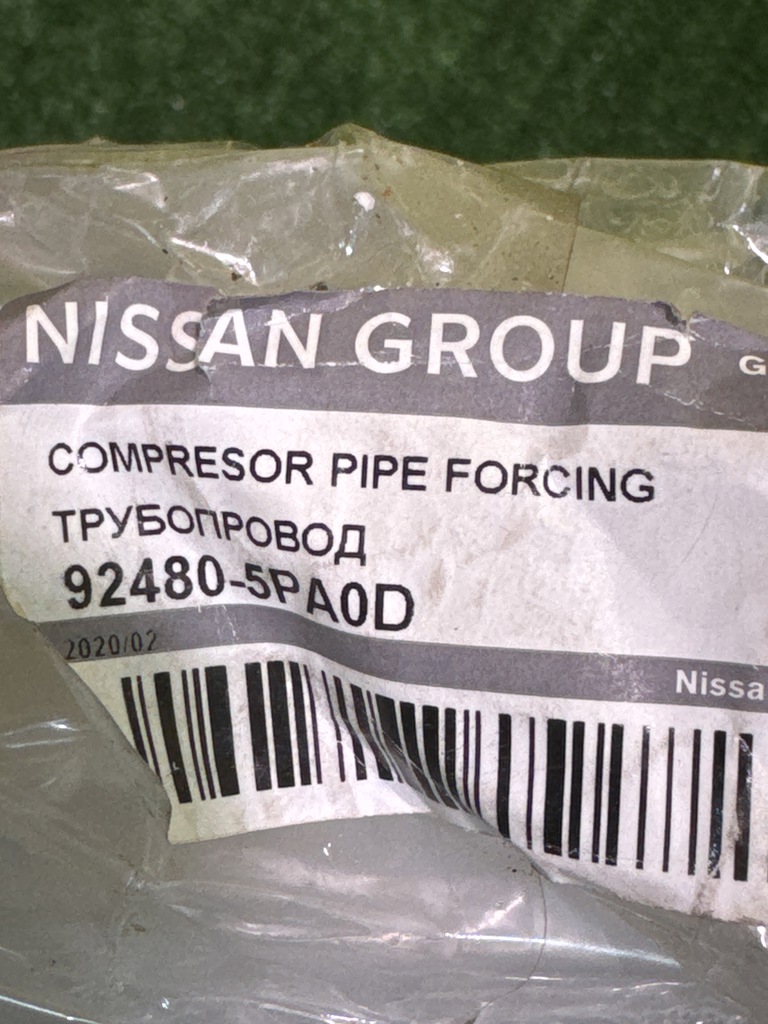 NISSAN GROUP G
COMPRESOR PIPE FORCING
ТРУБОПРОВОД
92480-5PA0D
2020/02
Nissa